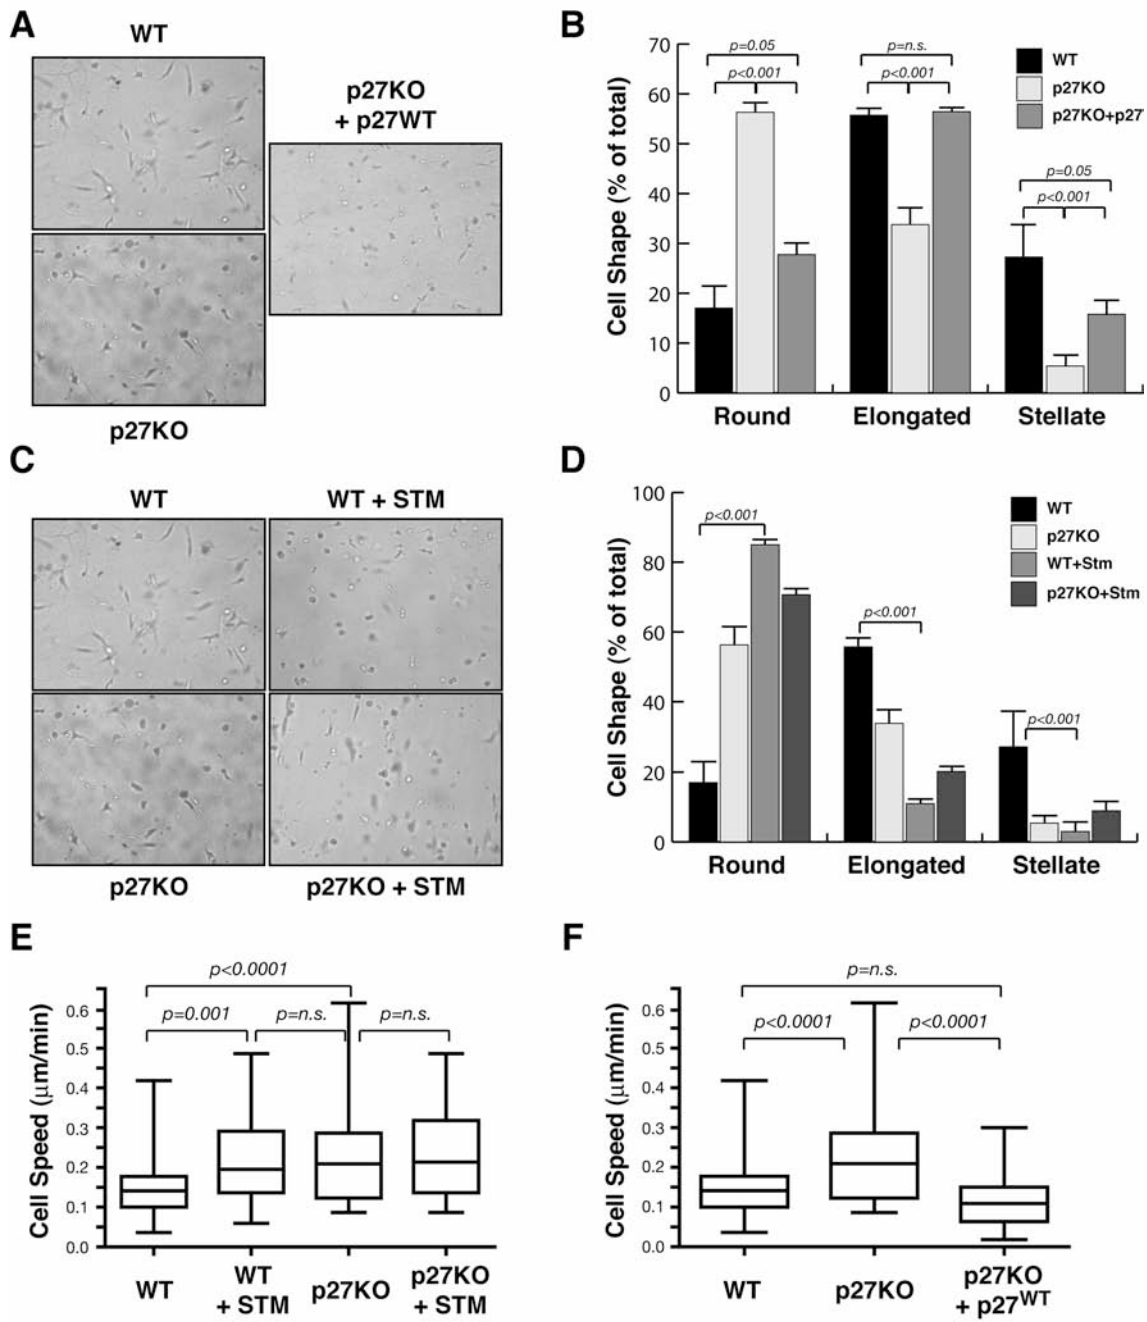 A
WT
p27KO
+ p27WT
p27KO
B
70
60
50
40
30
20
10
0
Cell Shape (% of total)
p=0.05
p<0.001
p=n.s.
p<0.001
p=0.05
p<0.001
WT
p27KO
p27KO+p27
Round
Elongated
Stellate
C
WT
WT + STM
p27KO
p27KO + STM
D
100
80
60
40
20
0
Cell Shape (% of total)
p<0.001
p<0.001
p<0.001
WT
p27KO
WT+Stm
p27KO+Stm
Round
Elongated
Stellate
E
p<0.0001
p=0.001
p=n.s.
p=n.s.
0.6
0.5
0.4
0.3
0.2
0.1
0.0
Cell Speed (μm/min)
WT
WT
+ STM
p27KO
p27KO
+ STM
F
p=n.s.
p<0.0001
p<0.0001
0.6
0.5
0.4
0.3
0.2
0.1
0.0
Cell Speed (μm/min)
WT
p27KO
p27KO
+ p27WT